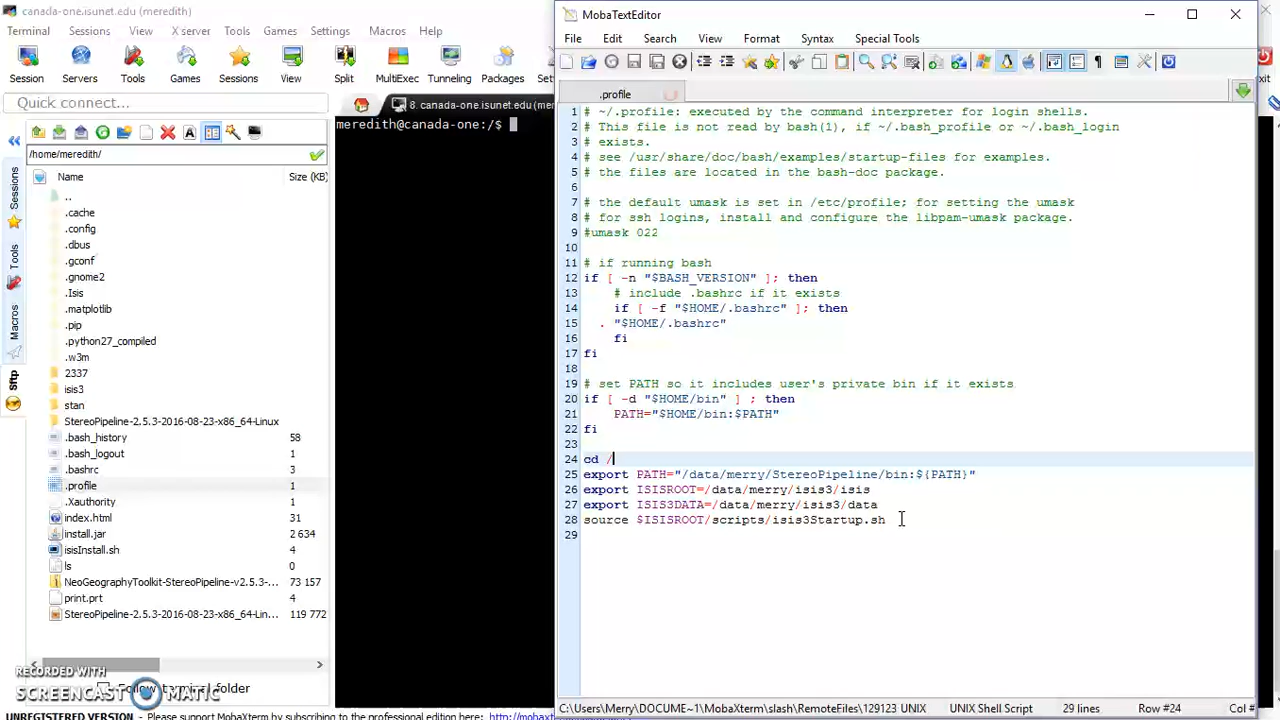 canada-one.isunet.edu (meredith)
Terminal Sessions View X server Tools Games Settings Macros Help
Session Servers Tools Games Sessions View Split MultiExec Tunneling Packages
Quick connect...
8. canada-one.isunet.edu (mer
meredith@canada-one:/$
/home/meredith/
Name Size (KB)
..
.cache
.config
.dbus
.gconf
.gnome2
.Isis
.matplotlib
.pip
.python27_compiled
.w3m
2337
isis3
stan
StereoPipeline-2.5.3-2016-08-23-x86_64-Linux
.bash_history 58
.bash_logout 1
.bashrc 3
.profile 1
.Xauthority 1
index.html 31
install.jar 2 634
isisInstall.sh 4
ls 0
NeoGeographyToolkit-StereoPipeline-v2.5.3-... 73 157
print.prt 4
StereoPipeline-2.5.3-2016-08-23-x86_64-Lin... 119 772
Sessions
Tools
Macros
Sftp
RECORDED WITH
SCREENCAST MATIC
Follow terminal folder
UNREGISTERED VERSION - Please support MobaXterm by subscribing to the professional edition here:
MobaTextEditor
File Edit Search View Format Syntax Special Tools
.profile
1 # ~/.profile: executed by the command interpreter for login shells.
2 # This file is not read by bash(1), if ~/.bash_profile or ~/.bash_login
3 # exists.
4 # see /usr/share/doc/bash/examples/startup-files for examples.
5 # the files are located in the bash-doc package.
6
7 # the default umask is set in /etc/profile; for setting the umask
8 # for ssh logins, install and configure the libpam-umask package.
9 #umask 022
10
11 # if running bash
12 if [ -n "$BASH_VERSION" ]; then
13 # include .bashrc if it exists
14 if [ -f "$HOME/.bashrc" ]; then
15 . "$HOME/.bashrc"
16 fi
17 fi
18
19 # set PATH so it includes user's private bin if it exists
20 if [ -d "$HOME/bin" ] ; then
21 PATH="$HOME/bin:$PATH"
22 fi
23
24 cd /
25 export PATH="/data/merry/StereoPipeline/bin:${PATH}"
26 export ISISROOT=/data/merry/isis3/isis
27 export ISIS3DATA=/data/merry/isis3/data
28 source $ISISROOT/scripts/isis3Startup.sh
29
C:\Users\Merry\DOCUME~1\MobaXterm\slash\RemoteFiles\129123 UNIX UNIX Shell Script 29 lines Row #24 Col #